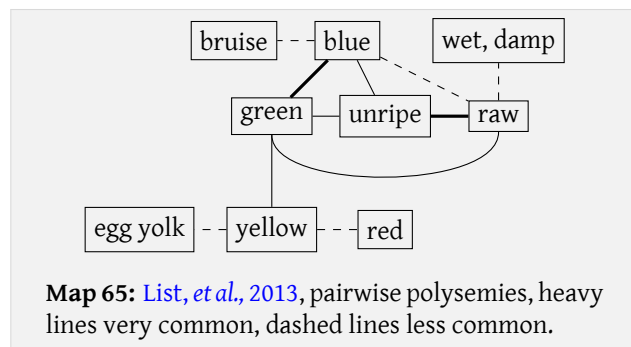 bruise blue wet, damp
green unripe raw
egg yolk yellow red
Map 65: List, et al., 2013, pairwise polysemies, heavy
lines very common, dashed lines less common.